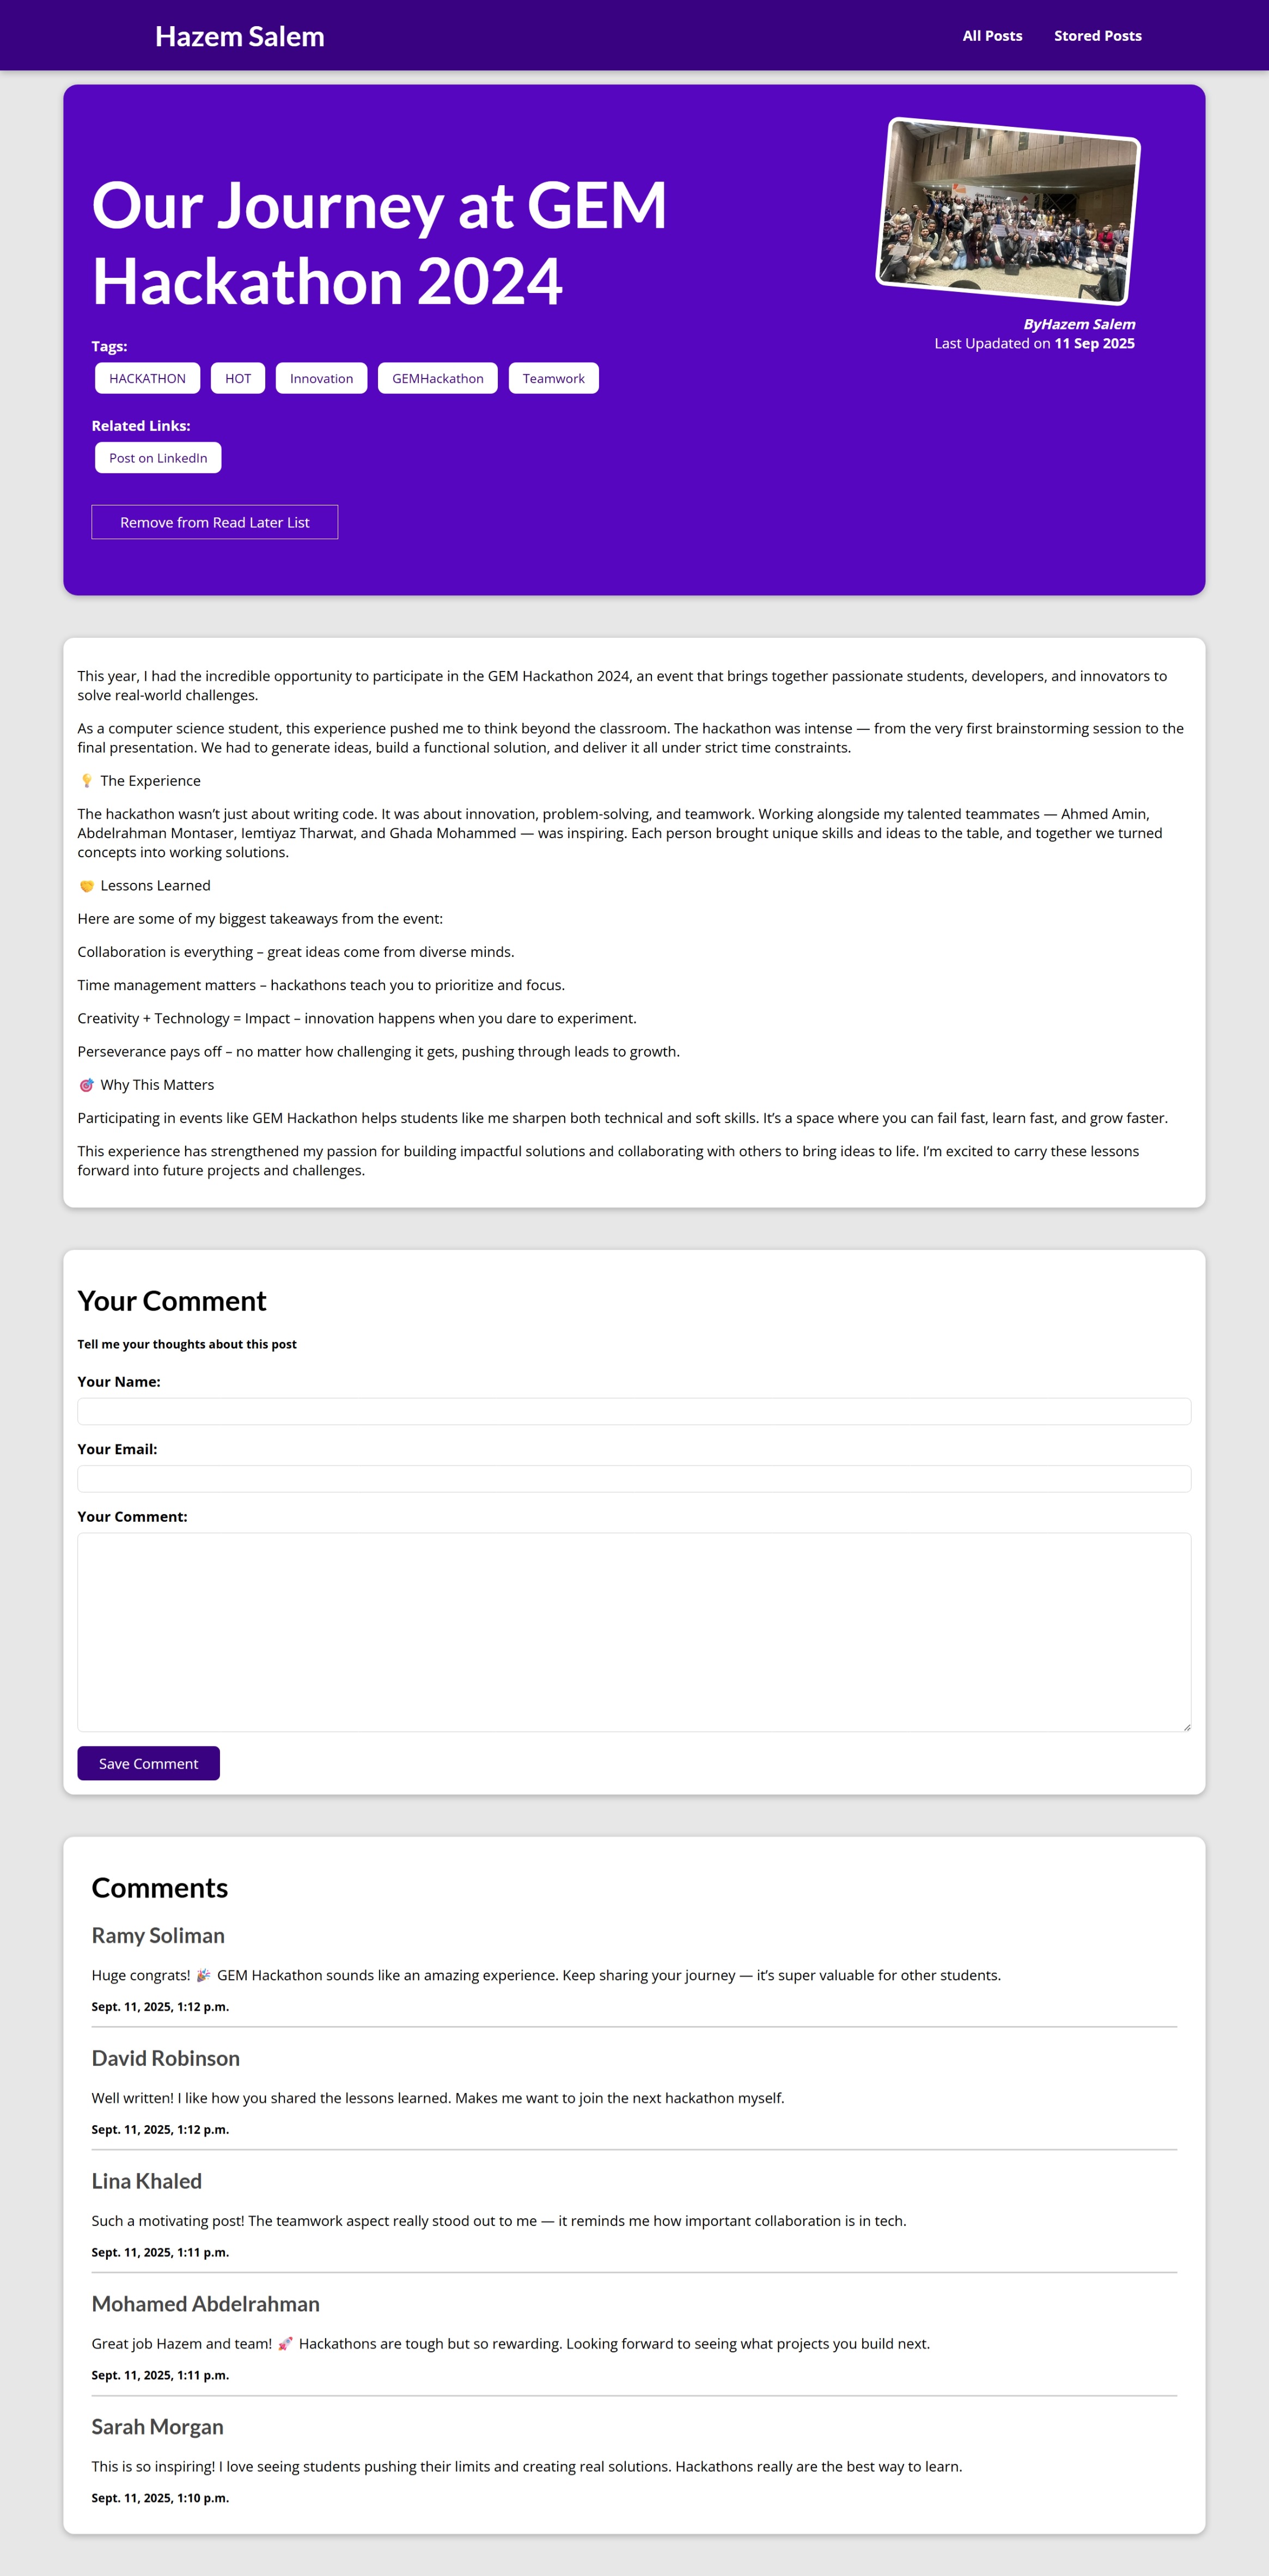 Hazem Salem
All Posts
Stored Posts
Our Journey at GEM
Hackathon 2024
ByHazem Salem
Last Upadated on 11 Sep 2025
Tags:
HACKATHON
HOT
Innovation
GEMHackathon
Teamwork
Related Links:
Post on LinkedIn
Remove from Read Later List
This year, I had the incredible opportunity to participate in the GEM Hackathon 2024, an event that brings together passionate students, developers, and innovators to
solve real-world challenges.
As a computer science student, this experience pushed me to think beyond the classroom. The hackathon was intense — from the very first brainstorming session to the
final presentation. We had to generate ideas, build a functional solution, and deliver it all under strict time constraints.
💡 The Experience
The hackathon wasn’t just about writing code. It was about innovation, problem-solving, and teamwork. Working alongside my talented teammates — Ahmed Amin,
Abdelrahman Montaser, Iemtiyaz Tharwat, and Ghada Mohammed — was inspiring. Each person brought unique skills and ideas to the table, and together we turned
concepts into working solutions.
🤝 Lessons Learned
Here are some of my biggest takeaways from the event:
Collaboration is everything – great ideas come from diverse minds.
Time management matters – hackathons teach you to prioritize and focus.
Creativity + Technology = Impact – innovation happens when you dare to experiment.
Perseverance pays off – no matter how challenging it gets, pushing through leads to growth.
🎯 Why This Matters
Participating in events like GEM Hackathon helps students like me sharpen both technical and soft skills. It’s a space where you can fail fast, learn fast, and grow faster.
This experience has strengthened my passion for building impactful solutions and collaborating with others to bring ideas to life. I’m excited to carry these lessons
forward into future projects and challenges.
Your Comment
Tell me your thoughts about this post
Your Name:
Your Email:
Your Comment:
Save Comment
Comments
Ramy Soliman
Huge congrats! 🎉 GEM Hackathon sounds like an amazing experience. Keep sharing your journey — it’s super valuable for other students.
Sept. 11, 2025, 1:12 p.m.
David Robinson
Well written! I like how you shared the lessons learned. Makes me want to join the next hackathon myself.
Sept. 11, 2025, 1:12 p.m.
Lina Khaled
Such a motivating post! The teamwork aspect really stood out to me — it reminds me how important collaboration is in tech.
Sept. 11, 2025, 1:11 p.m.
Mohamed Abdelrahman
Great job Hazem and team! 🚀 Hackathons are tough but so rewarding. Looking forward to seeing what projects you build next.
Sept. 11, 2025, 1:11 p.m.
Sarah Morgan
This is so inspiring! I love seeing students pushing their limits and creating real solutions. Hackathons really are the best way to learn.
Sept. 11, 2025, 1:10 p.m.